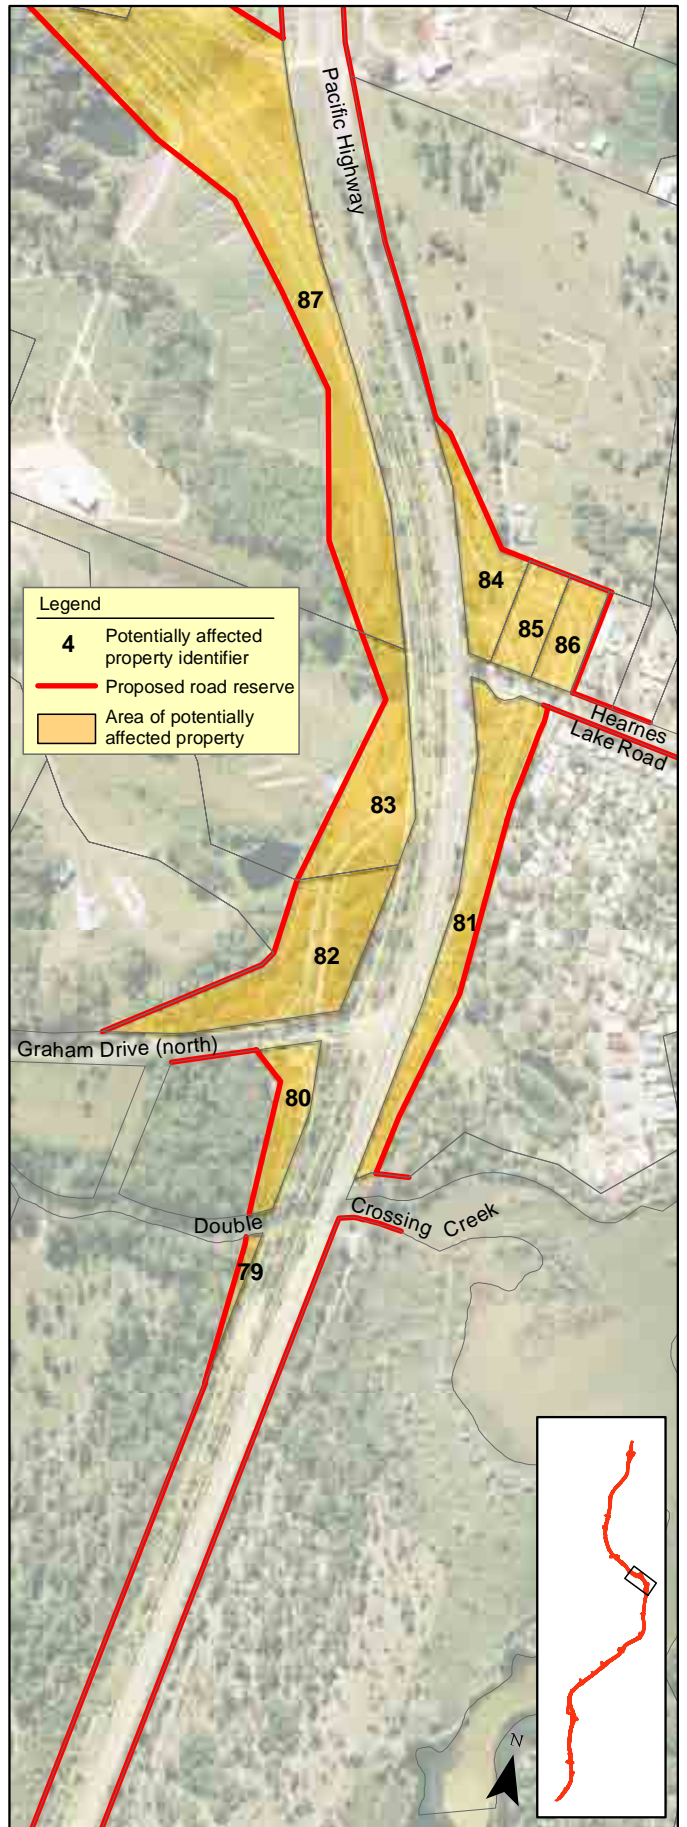 Pacific Highway
87
84
85
86
Legend
4 Potentially affected
property identifier
Proposed road reserve
Area of potentially
affected property
Hearnes
Lake Road
83
81
82
Graham Drive (north)
80
Double Crossing Creek
79
N